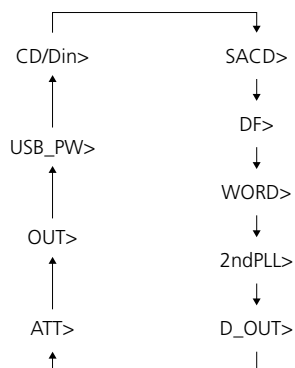 CD/Din>
SACD>
DF>
USB_PW>
WORD>
OUT>
2ndPLL>
ATT>
D_OUT>